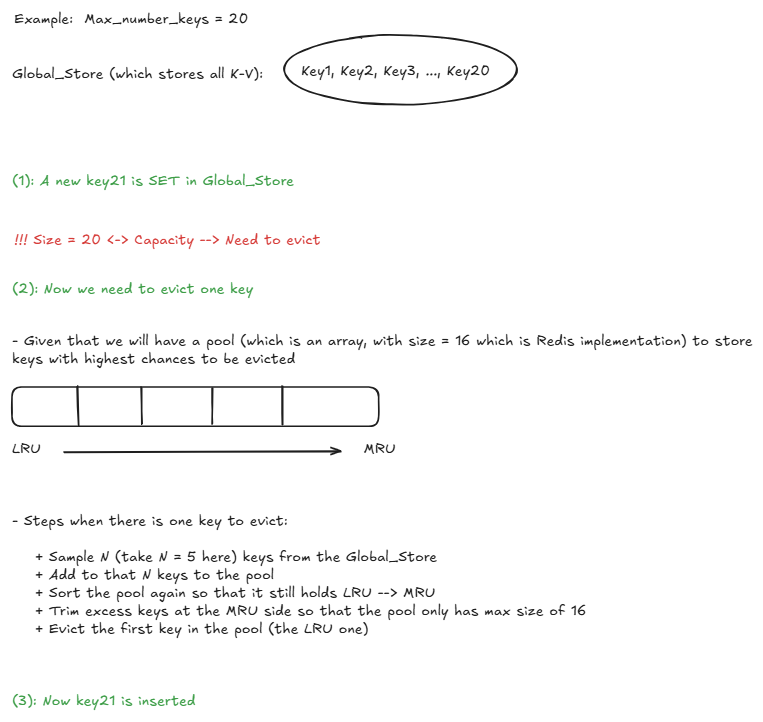 Example: Max_number_keys = 20
Global_Store (which stores all K-V):
Key1, Key2, Key3, ..., Key20
(1): A new key21 is SET in Global_Store
!!! Size = 20 <-> Capacity --> Need to evict
(2): Now we need to evict one key
- Given that we will have a pool (which is an array, with size = 16 which is Redis implementation) to store
keys with highest chances to be evicted
LRU
MRU
- Steps when there is one key to evict:
+ Sample N (take N = 5 here) keys from the Global_Store
+ Add to that N keys to the pool
+ Sort the pool again so that it still holds LRU --> MRU
+ Trim excess keys at the MRU side so that the pool only has max size of 16
+ Evict the first key in the pool (the LRU one)
(3): Now key21 is inserted